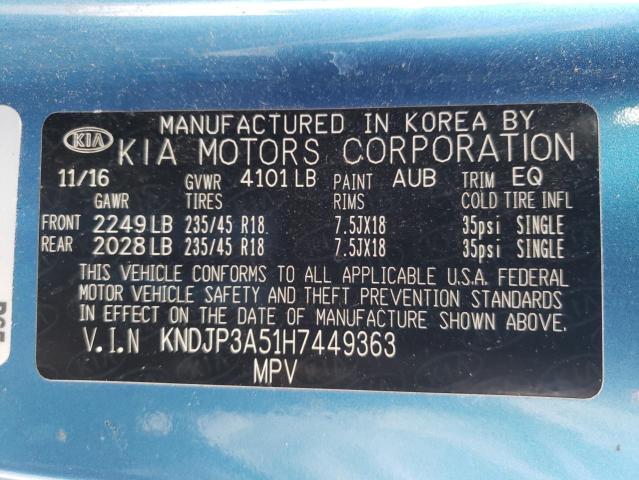 MANUFACTURED IN KOREA BY
KIA KIA MOTORS CORPORATION
11/16 GVWR 4101LB PAINT AUB TRIM EQ
GAWR TIRES RIMS COLD TIRE INFL
FRONT 2249LB 235/45 R18 7.5JX18 35psi SINGLE
REAR 2028LB 235/45 R18 7.5JX18 35psi SINGLE
THIS VEHICLE CONFORMS TO ALL APPLICABLE U.S.A. FEDERAL
MOTOR VEHICLE SAFETY AND THEFT PREVENTION STANDARDS
IN EFFECT ON THE DATE OF MANUFACTURE SHOWN ABOVE.
V.I.N KNDJP3A51H7449363
MPV